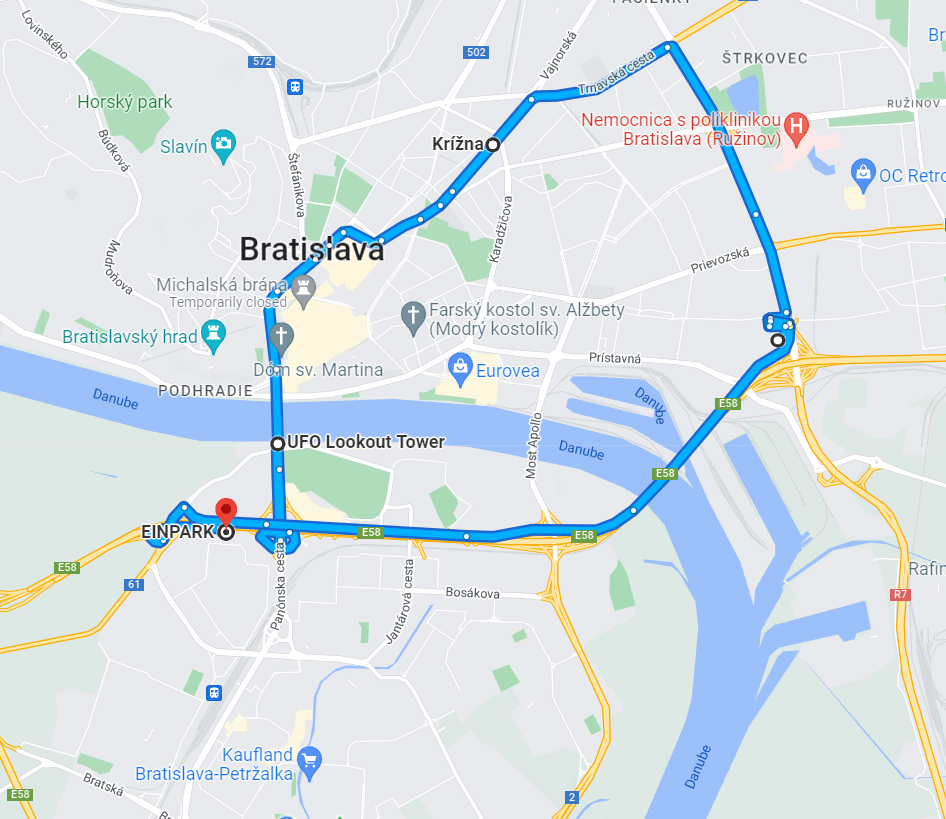 PASIENKY
Lovinského
572
502
Vajnorská
Br
ŠTRKOVEC
Trnavská cesta
Horský park
RUŽINOV
Nemocnica s poliklinikou
Bratislava (Ružinov)
Slavín
Krížna
Búdková
Štefánikova
OC Retro
Karadžičova
Mudroňova
Bratislava
Prievozská
Michalská brána
Temporarily closed
Farský kostol sv. Alžbety
(Modrý kostolík)
Bratislavský hrad
Dóm sv. Martina
Prístavná
Eurovea
PODHRADIE
Danube
Danube
E58
Most Apollo
UFO Lookout Tower
Danube
E58
EINPARK
E58
E58
E58
61
Panónska cesta
Jantárová cesta
Bosákova
Rafin
R7
Kaufland
Bratislava-Petržalka
Danube
Bratská
E58
2